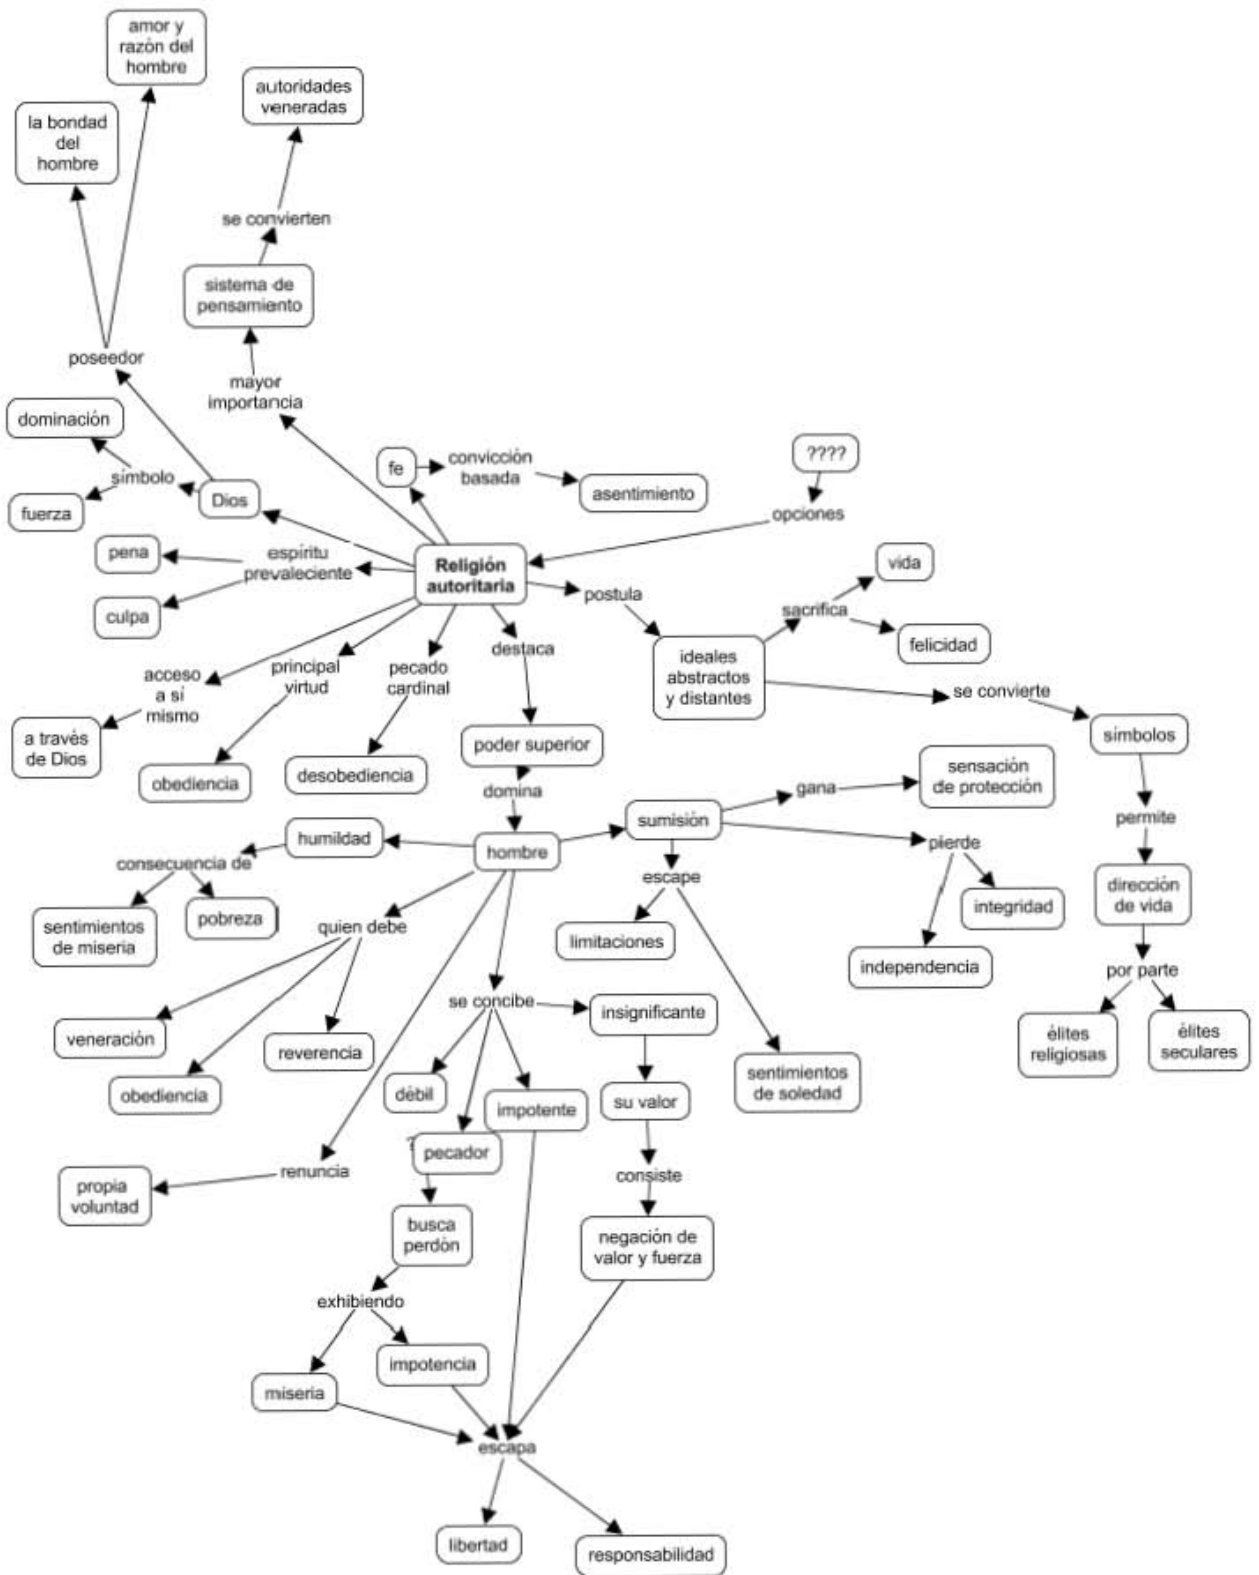 amor y
razón del
hombre
autoridades
veneradas
la bondad
del
hombre
se convierten
sistema de
pensamiento
poseedor
mayor
importancia
dominación
símbolo
fuerza
Dios
fe
convicción
basada
asentimiento
????
opciones
pena
espíritu
prevaleciente
culpa
Religión
autoritaria
postula
vida
sacrifica
felicidad
ideales
abstractos
y distantes
se convierte
símbolos
acceso
a sí
mismo
a través
de Dios
principal
virtud
obediencia
pecado
cardinal
desobediencia
destaca
poder superior
domina
hombre
humildad
consecuencia de
sentimientos
de miseria
pobreza
sumisión
gana
sensación
de protección
pierde
integridad
independencia
escape
limitaciones
sentimientos
de soledad
permite
dirección
de vida
por parte
élites
religiosas
élites
seculares
quien debe
veneración
obediencia
reverencia
se concibe
insignificante
débil
impotente
su valor
?
pecador
renuncia
propia
voluntad
consiste
busca
perdón
negación de
valor y fuerza
exhibiendo
impotencia
miseria
escapa
libertad
responsabilidad